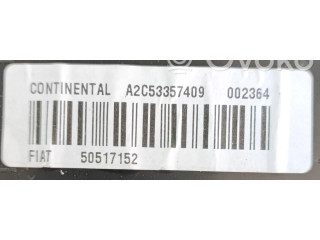 CONTINENTAL A2C53357409 002364
FIAT 50517152